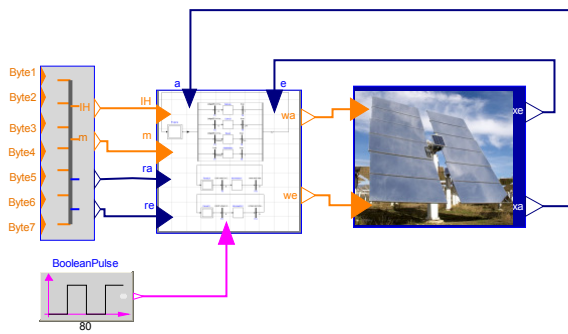 a
e
Byte1
Byte2
Byte3
Byte4
Byte5
Byte6
Byte7
IH
m
IH
m
ra
re
wa
we
xe
xa
BooleanPulse
80